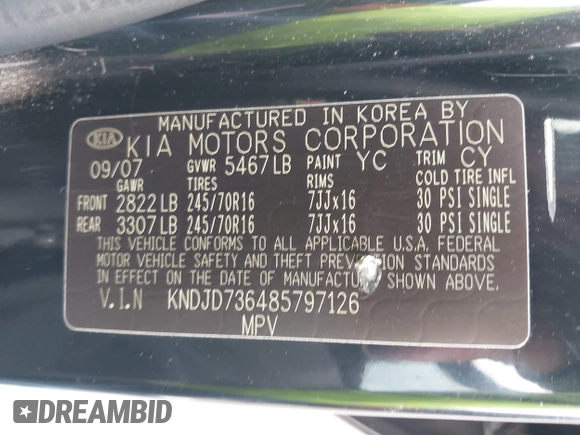 MANUFACTURED IN KOREA BY
KIA KIA MOTORS CORPORATION
09/07 GVWR 5467 LB PAINT YC TRIM CY
GAWR TIRES RIMS COLD TIRE INFL
FRONT 2822 LB 245/70R16 7JJx16 30 PSI SINGLE
REAR 3307 LB 245/70R16 7JJx16 30 PSI SINGLE
THIS VEHICLE CONFORMS TO ALL APPLICABLE U.S.A. FEDERAL
MOTOR VEHICLE SAFETY AND THEFT PREVENTION STANDARDS
IN EFFECT ON THE DATE OF MANUFACTURE SHOWN ABOVE.
V.I.N KNDJD736485797126
MPV
DREAMBID